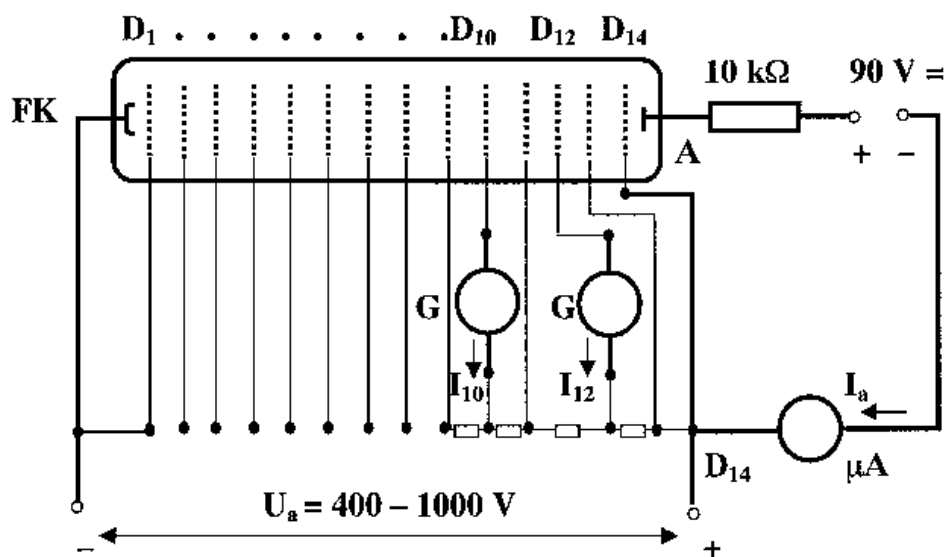 D₁ . . . . . . . . D₁₀ D₁₂ D₁₄
10 kΩ 90 V =
FK
A + −
G G
I₁₀ I₁₂ Iₐ
D₁₄ μA
Uₐ = 400 – 1000 V
− +